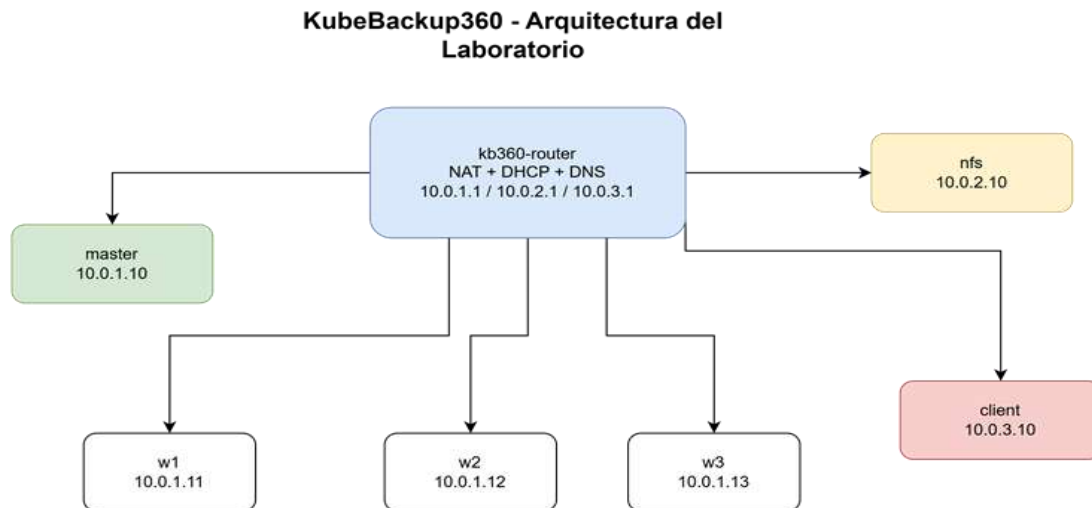 KubeBackup360 - Arquitectura del
Laboratorio
kb360-router
NAT + DHCP + DNS
10.0.1.1 / 10.0.2.1 / 10.0.3.1
nfs
10.0.2.10
master
10.0.1.10
client
10.0.3.10
w1
10.0.1.11
w2
10.0.1.12
w3
10.0.1.13